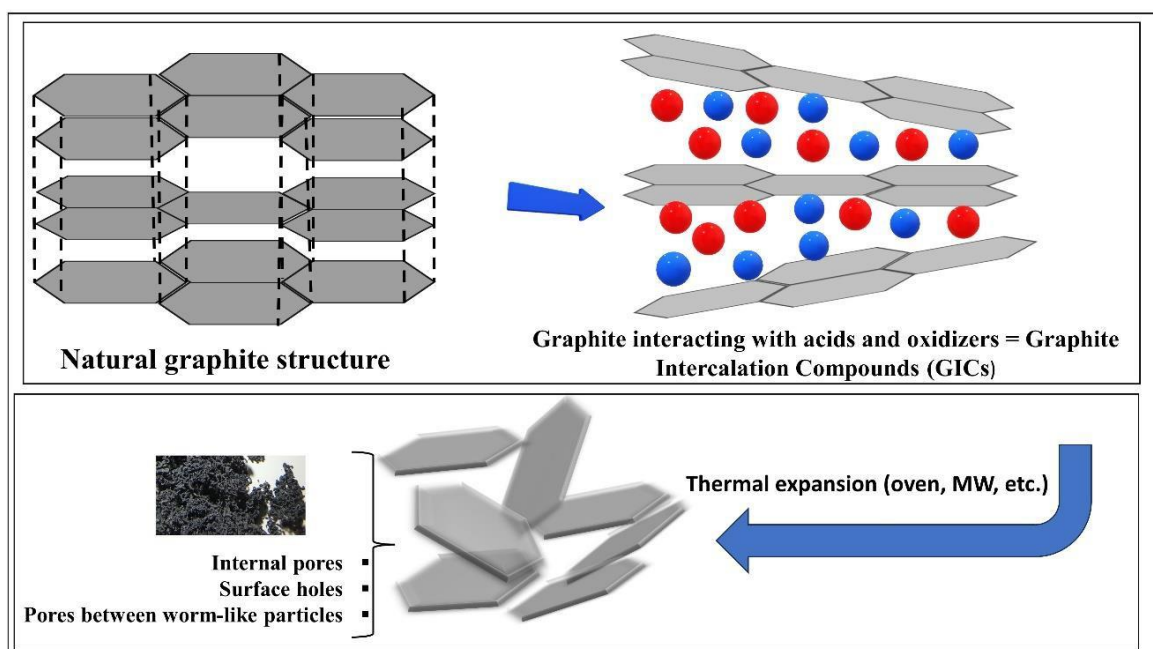 Natural graphite structure
Graphite interacting with acids and oxidizers = Graphite
Intercalation Compounds (GICs)
Thermal expansion (oven, MW, etc.)
Internal pores ▪
Surface holes ▪
Pores between worm-like particles ▪